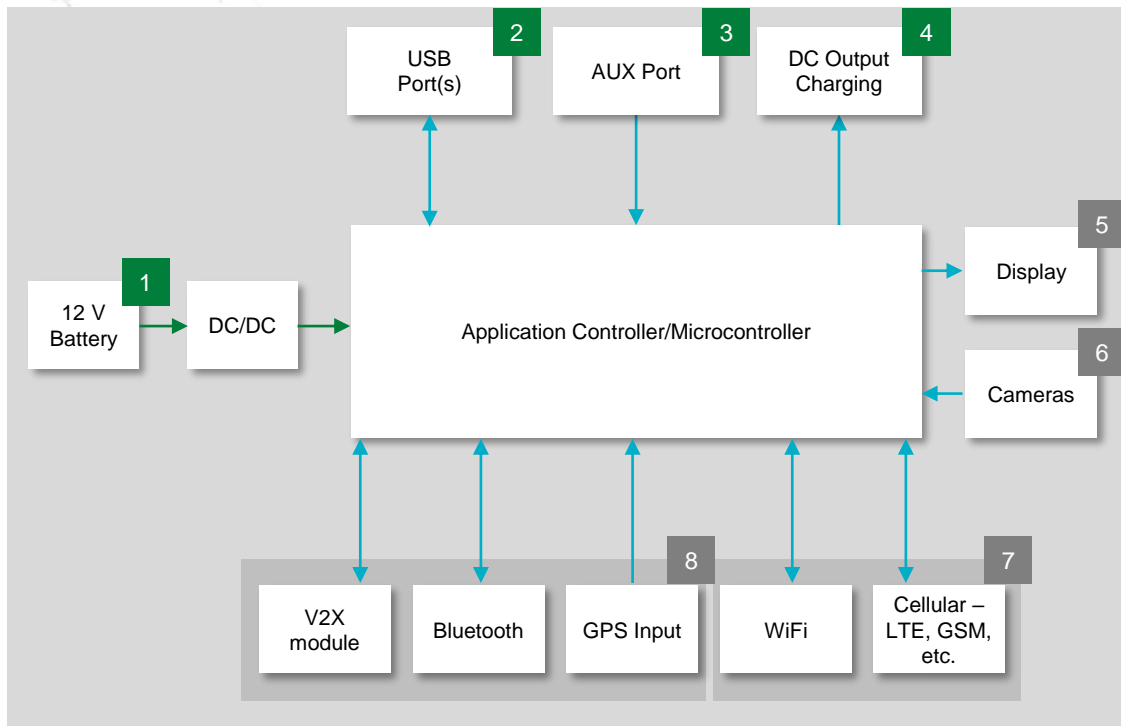 2
USB
Port(s)
3
AUX Port
4
DC Output
Charging
1
12 V
Battery
DC/DC
Application Controller/Microcontroller
5
Display
6
Cameras
8
V2X
module
Bluetooth
GPS Input
7
WiFi
Cellular –
LTE, GSM,
etc.